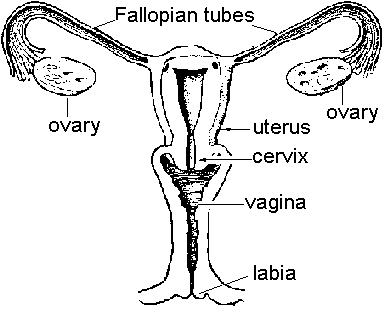 Fallopian tubes
ovary
ovary
uterus
cervix
vagina
labia